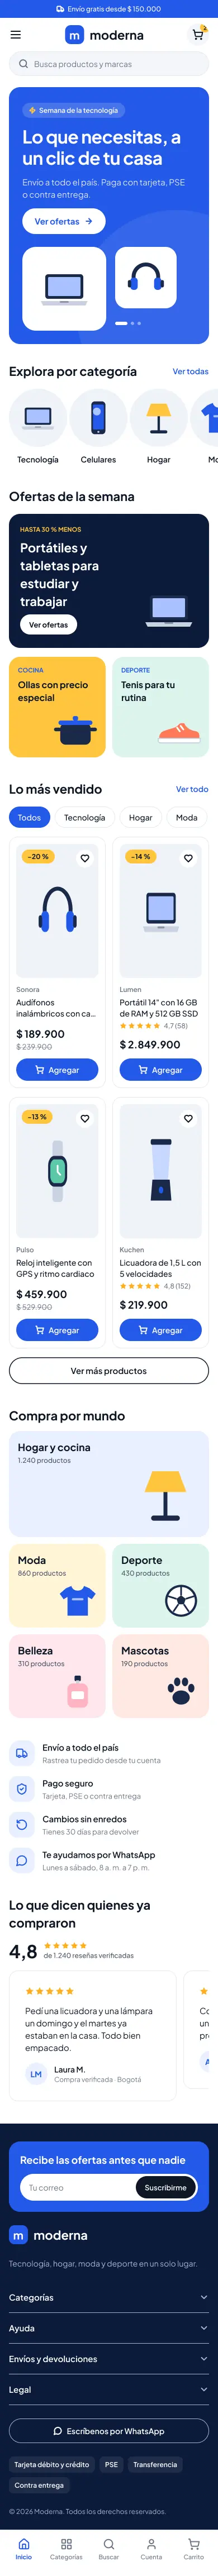 Envío gratis desde $ 150.000
m moderna
Busca productos y marcas
Semana de la tecnología
Lo que necesitas, a
un clic de tu casa
Envío a todo el país. Paga con tarjeta, PSE
o contra entrega.
Ver ofertas
Explora por categoría
Ver todas
Tecnología
Celulares
Hogar
Mo
Ofertas de la semana
HASTA 30 % MENOS
Portátiles y
tabletas para
estudiar y
trabajar
Ver ofertas
COCINA
Ollas con precio
especial
DEPORTE
Tenis para tu
rutina
Lo más vendido
Ver todo
Todos
Tecnología
Hogar
Moda
-20 %
Sonora
Audífonos
inalámbricos con ca...
$ 189.900
$ 239.900
Agregar
-14 %
Lumen
Portátil 14" con 16 GB
de RAM y 512 GB SSD
4,7 (58)
$ 2.849.900
Agregar
-13 %
Pulso
Reloj inteligente con
GPS y ritmo cardiaco
$ 459.900
$ 529.900
Agregar
Kuchen
Licuadora de 1,5 L con
5 velocidades
4,8 (152)
$ 219.900
Agregar
Ver más productos
Compra por mundo
Hogar y cocina
1.240 productos
Moda
860 productos
Deporte
430 productos
Belleza
310 productos
Mascotas
190 productos
Envío a todo el país
Rastrea tu pedido desde tu cuenta
Pago seguro
Tarjeta, PSE o contra entrega
Cambios sin enredos
Tienes 30 días para devolver
Te ayudamos por WhatsApp
Lunes a sábado, 8 a. m. a 7 p. m.
Lo que dicen quienes ya
compraron
4,8
de 1.240 reseñas verificadas
Pedí una licuadora y una lámpara
un domingo y el martes ya
estaban en la casa. Todo bien
empacado.
LM
Laura M.
Compra verificada · Bogotá
Recibe las ofertas antes que nadie
Tu correo
Suscribirme
m moderna
Tecnología, hogar, moda y deporte en un solo lugar.
Categorías
Ayuda
Envíos y devoluciones
Legal
Escríbenos por WhatsApp
Tarjeta débito y crédito
PSE
Transferencia
Contra entrega
© 2026 Moderna. Todos los derechos reservados.
Inicio
Categorías
Buscar
Cuenta
Carrito